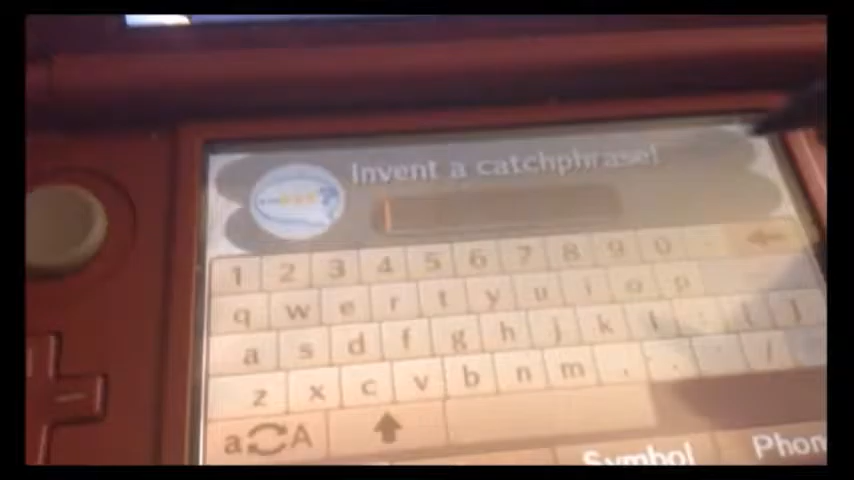 Invent a catchphrase!
1 2 3 4 5 6 7 8 9 0
q w e r t y u i o p
a s d f g h j k l
z x c v b n m , . /
a A
Symbol Phon